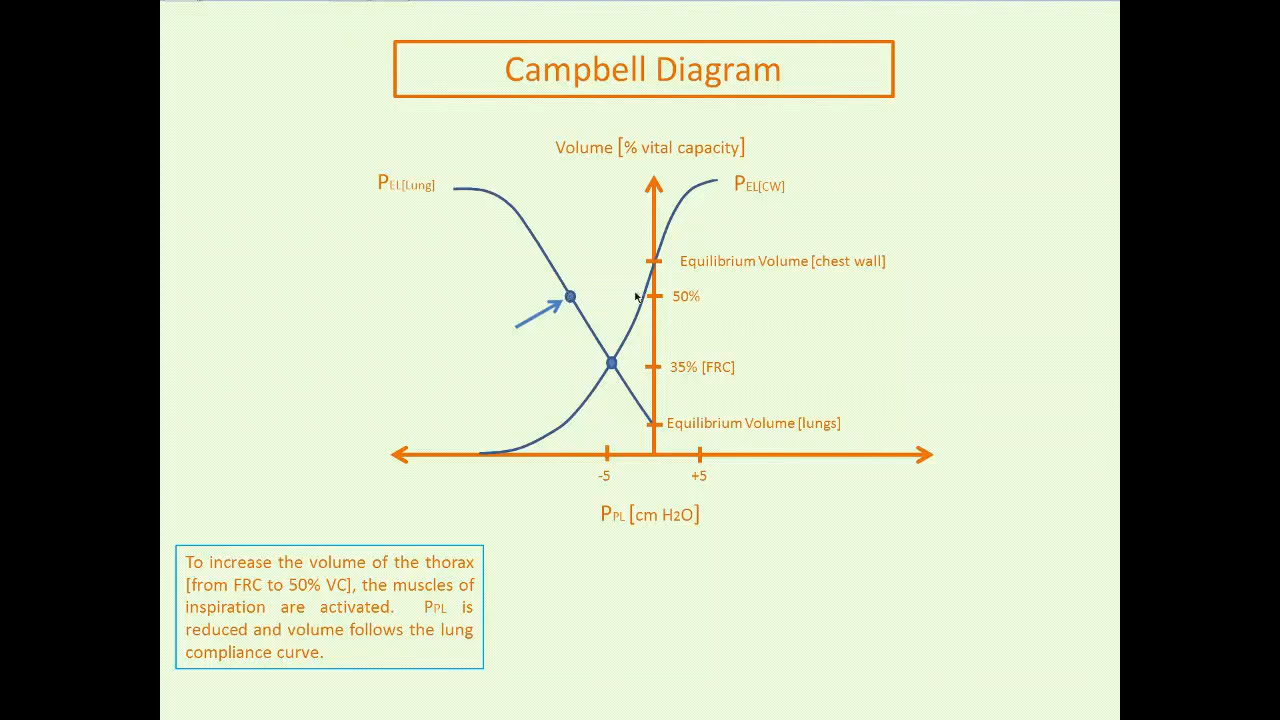 Campbell Diagram
Volume [% vital capacity]
PEL[Lung]
PEL[CW]
Equilibrium Volume [chest wall]
50%
35% [FRC]
Equilibrium Volume [lungs]
-5
+5
PPL [cm H2O]
To increase the volume of the thorax
[from FRC to 50% VC], the muscles of
inspiration are activated. PPL is
reduced and volume follows the lung
compliance curve.